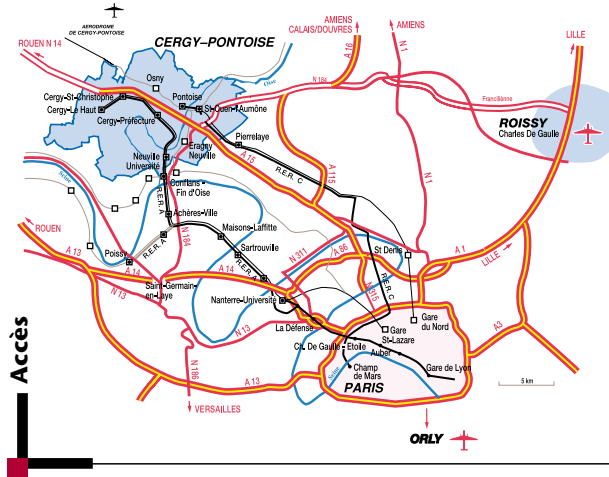 AERODROME
DE CERGY-PONTOISE
CERGY–PONTOISE
AMIENS
CALAIS/DOUVRES
AMIENS
LILLE
ROUEN N 14
A 16
N 1
N 184
Osny
Oise
Cergy-St-Christophe
Pontoise
Cergy-Le Haut
St-Ouen-l'Aumône
Cergy-Préfecture
Francilienne
ROISSY
Charles De Gaulle
Eragny
Neuville
Pierrelaye
Neuville
Université
A 15
A 115
R.E.R. C
N 1
Seine
Conflans-
Fin d'Oise
R.E.R. A
Achères-Ville
N 184
Maisons-Laffitte
ROUEN
A 13
Poissy
R.E.R. A
Sartrouville
N 311
A 86
St Denis
A 1
LILLE
A 14
A 14
R.E.R. A
N 315
R.E.R. C
Saint-Germain-
en-Laye
N 13
Nanterre-Université
La Défense
N 13
Gare
St-Lazare
Gare
du Nord
A3
Ch. De Gaulle - Etoile
Auber
Gare de Lyon
Champ
de Mars
Seine
PARIS
A 13
N 186
VERSAILLES
5 km
ORLY
Accès